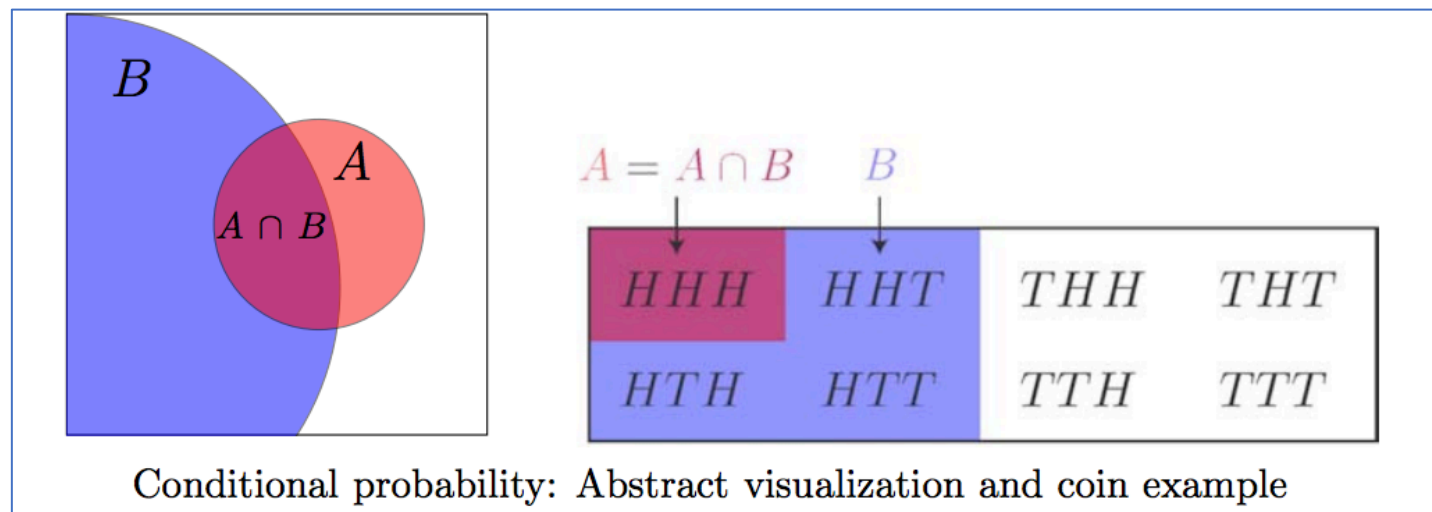 B
A
A ∩ B
A = A ∩ B B
HHH HHT THH THT
HTH HTT TTH TTT
Conditional probability: Abstract visualization and coin example